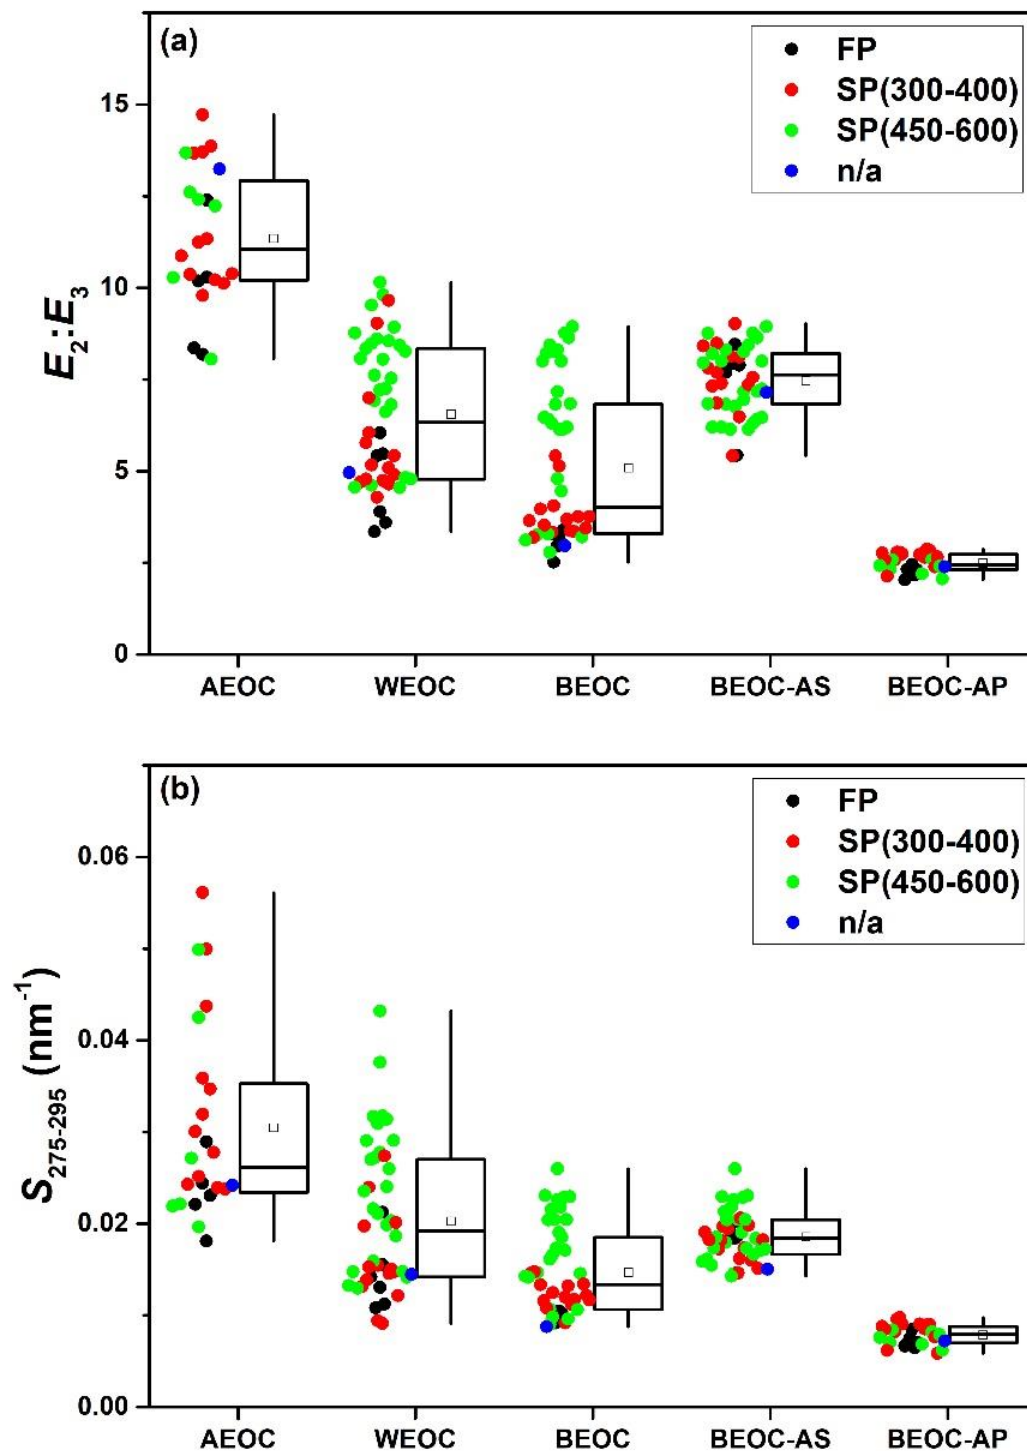 (a)
FP
SP(300-400)
SP(450-600)
n/a
15
10
5
0
E₂:E₃
AEOC WEOC BEOC BEOC-AS BEOC-AP
(b)
FP
SP(300-400)
SP(450-600)
n/a
0.06
0.04
0.02
0.00
S₂₇₅₋₂₉₅ (nm⁻¹)
AEOC WEOC BEOC BEOC-AS BEOC-AP